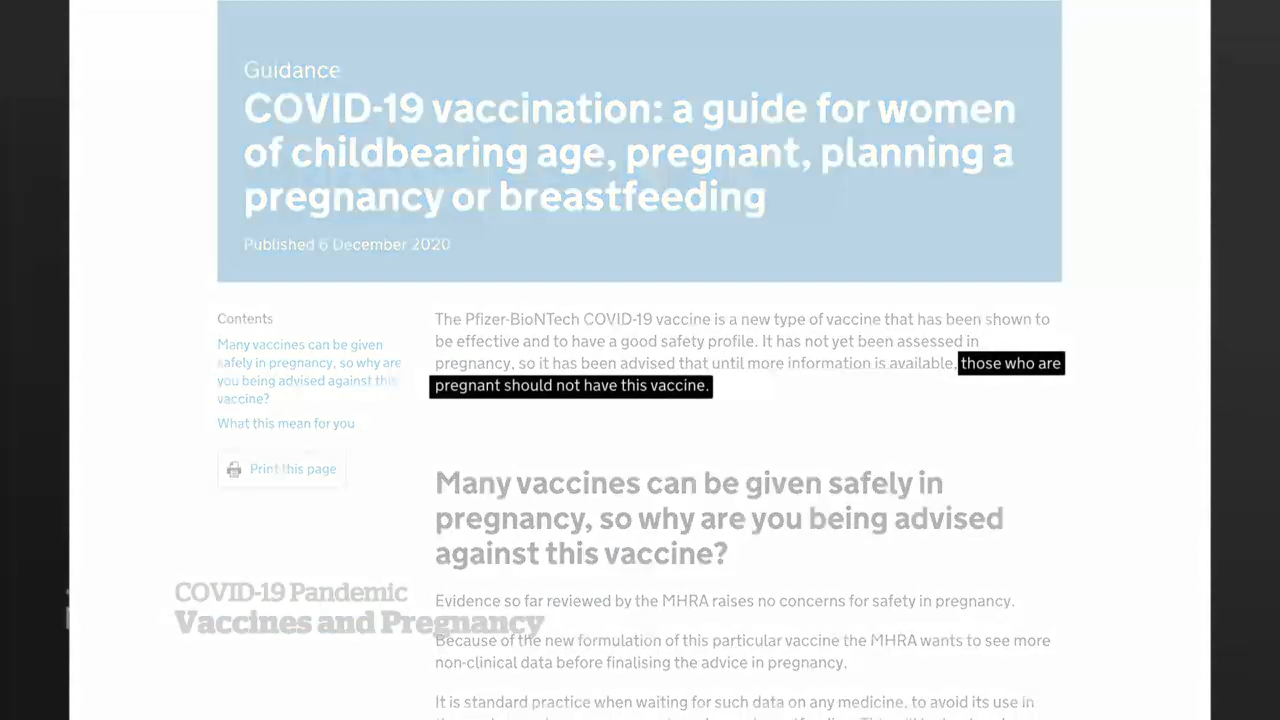 Guidance
COVID-19 vaccination: a guide for women
of childbearing age, pregnant, planning a
pregnancy or breastfeeding
Published 6 December 2020
Contents
Many vaccines can be given
safely in pregnancy, so why are
you being advised against this
vaccine?
What this mean for you
Print this page
The Pfizer-BioNTech COVID-19 vaccine is a new type of vaccine that has been shown to
be effective and to have a good safety profile. It has not yet been assessed in
pregnancy, so it has been advised that until more information is available, those who are
pregnant should not have this vaccine.
Many vaccines can be given safely in
pregnancy, so why are you being advised
against this vaccine?
Evidence so far reviewed by the MHRA raises no concerns for safety in pregnancy.
Because of the new formulation of this particular vaccine the MHRA wants to see more
non-clinical data before finalising the advice in pregnancy.
It is standard practice when waiting for such data on any medicine, to avoid its use in
COVID-19 Pandemic
Vaccines and Pregnancy